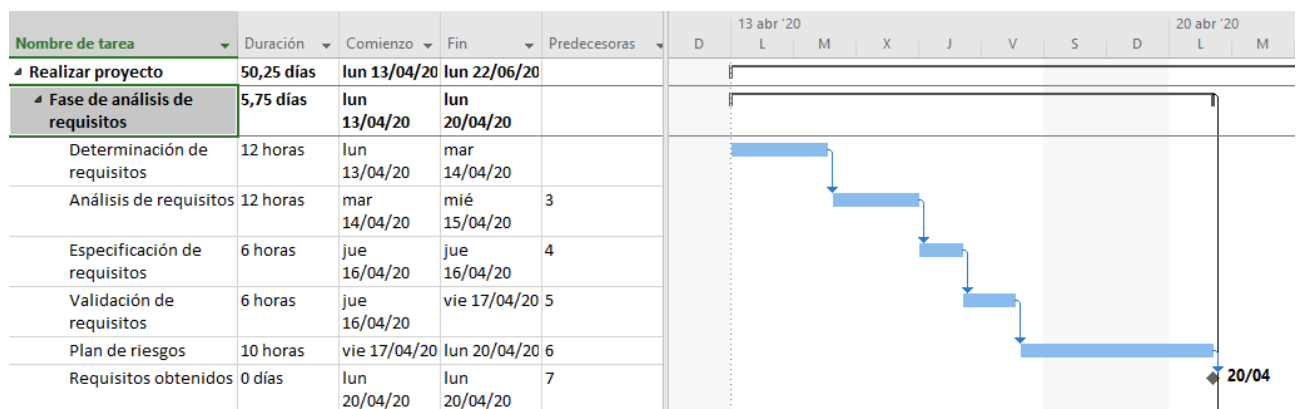 13 abr '20 20 abr '20
Nombre de tarea Duración Comienzo Fin Predecesoras D L M X J V S D L M
Realizar proyecto 50,25 días lun 13/04/20 lun 22/06/20
Fase de análisis de 5,75 días lun lun
requisitos 13/04/20 20/04/20
Determinación de 12 horas lun mar
requisitos 13/04/20 14/04/20
Análisis de requisitos 12 horas mar mié 3
14/04/20 15/04/20
Especificación de 6 horas jue jue 4
requisitos 16/04/20 16/04/20
Validación de 6 horas jue vie 17/04/20 5
requisitos 16/04/20
Plan de riesgos 10 horas vie 17/04/20 lun 20/04/20 6
Requisitos obtenidos 0 días lun lun 7 20/04
20/04/20 20/04/20